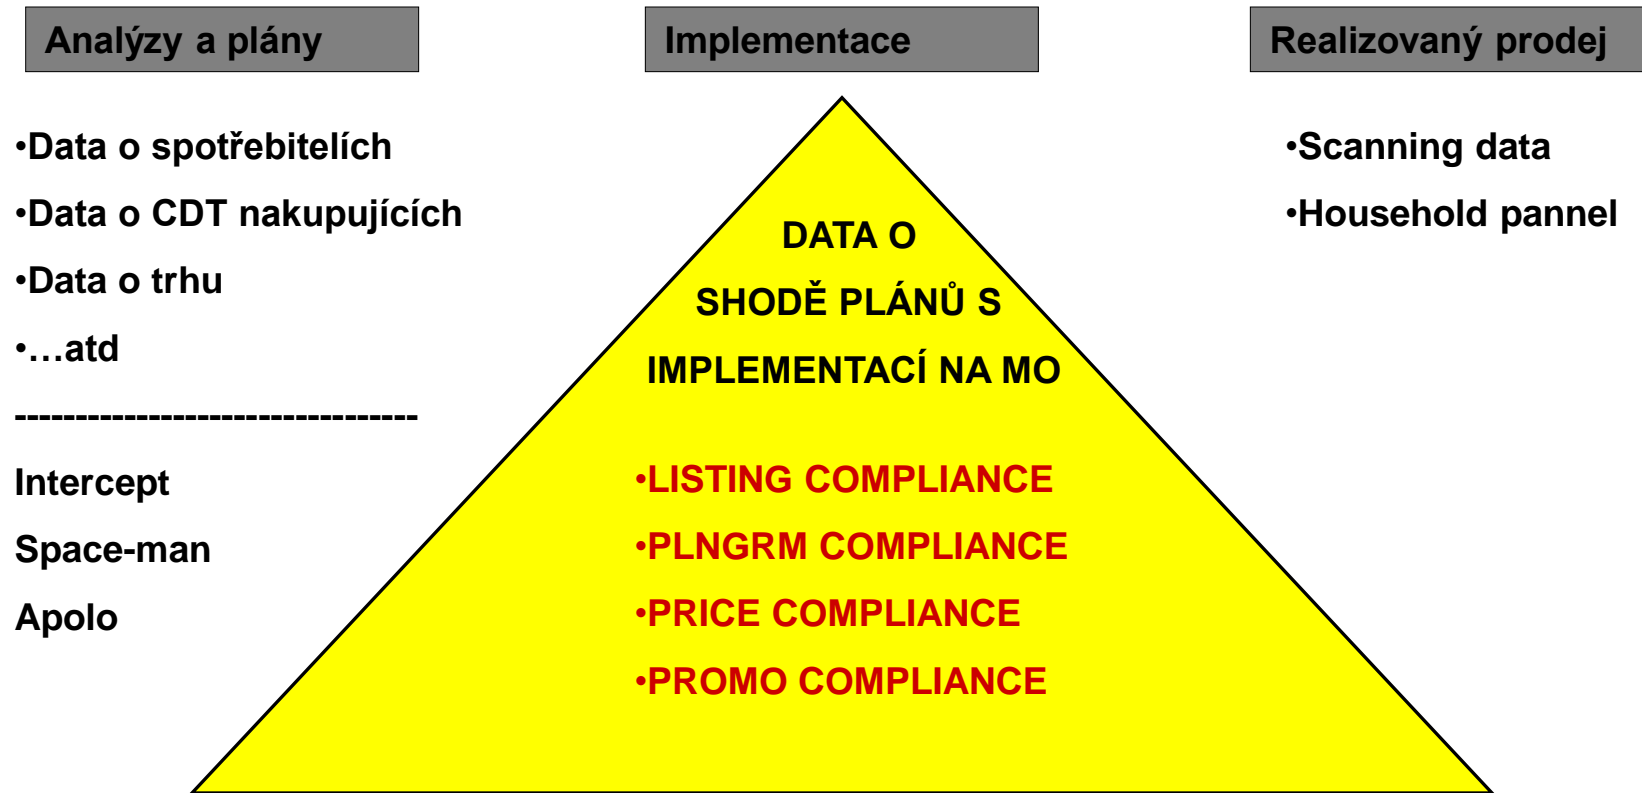 Analýzy a plány
Implementace
Realizovaný prodej
•Data o spotřebitelích
•Data o CDT nakupujících
•Data o trhu
•…atd
---------------------------------
Intercept
Space-man
Apolo
DATA O
SHODĚ PLÁNŮ S
IMPLEMENTACÍ NA MO
•LISTING COMPLIANCE
•PLNGRM COMPLIANCE
•PRICE COMPLIANCE
•PROMO COMPLIANCE
•Scanning data
•Household pannel